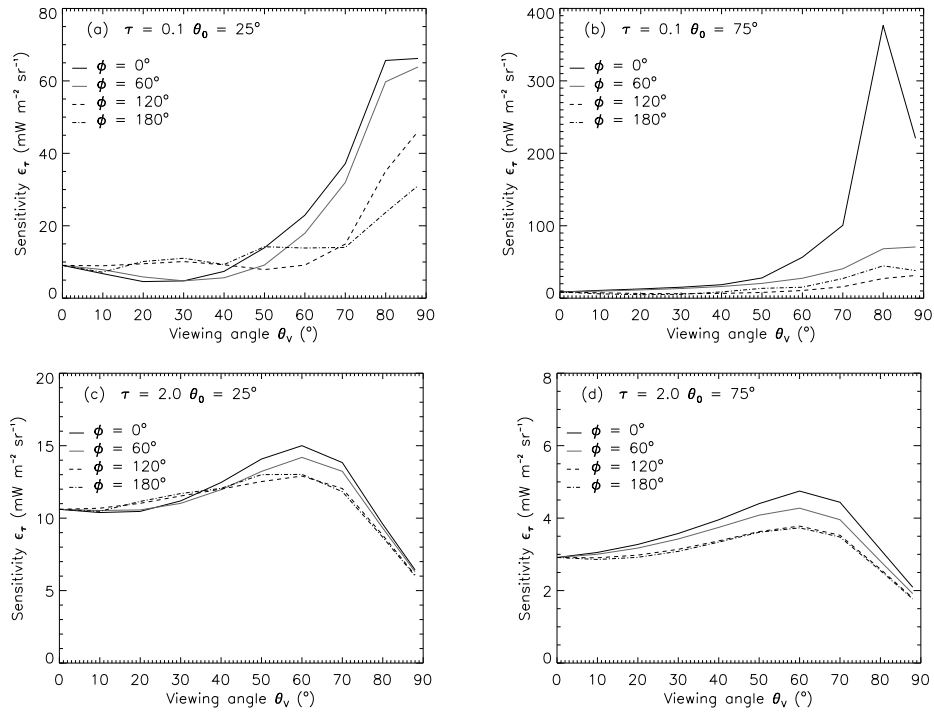 (a) τ = 0.1 θ₀ = 25°
ϕ = 0°
ϕ = 60°
ϕ = 120°
ϕ = 180°
80
60
40
20
0
Sensitivity ϵτ (mW m⁻² sr⁻¹)
0 10 20 30 40 50 60 70 80 90
Viewing angle θᵥ (°)
(b) τ = 0.1 θ₀ = 75°
ϕ = 0°
ϕ = 60°
ϕ = 120°
ϕ = 180°
400
300
200
100
0
Sensitivity ϵτ (mW m⁻² sr⁻¹)
0 10 20 30 40 50 60 70 80 90
Viewing angle θᵥ (°)
(c) τ = 2.0 θ₀ = 25°
ϕ = 0°
ϕ = 60°
ϕ = 120°
ϕ = 180°
20
15
10
5
0
Sensitivity ϵτ (mW m⁻² sr⁻¹)
0 10 20 30 40 50 60 70 80 90
Viewing angle θᵥ (°)
(d) τ = 2.0 θ₀ = 75°
ϕ = 0°
ϕ = 60°
ϕ = 120°
ϕ = 180°
8
6
4
2
0
Sensitivity ϵτ (mW m⁻² sr⁻¹)
0 10 20 30 40 50 60 70 80 90
Viewing angle θᵥ (°)